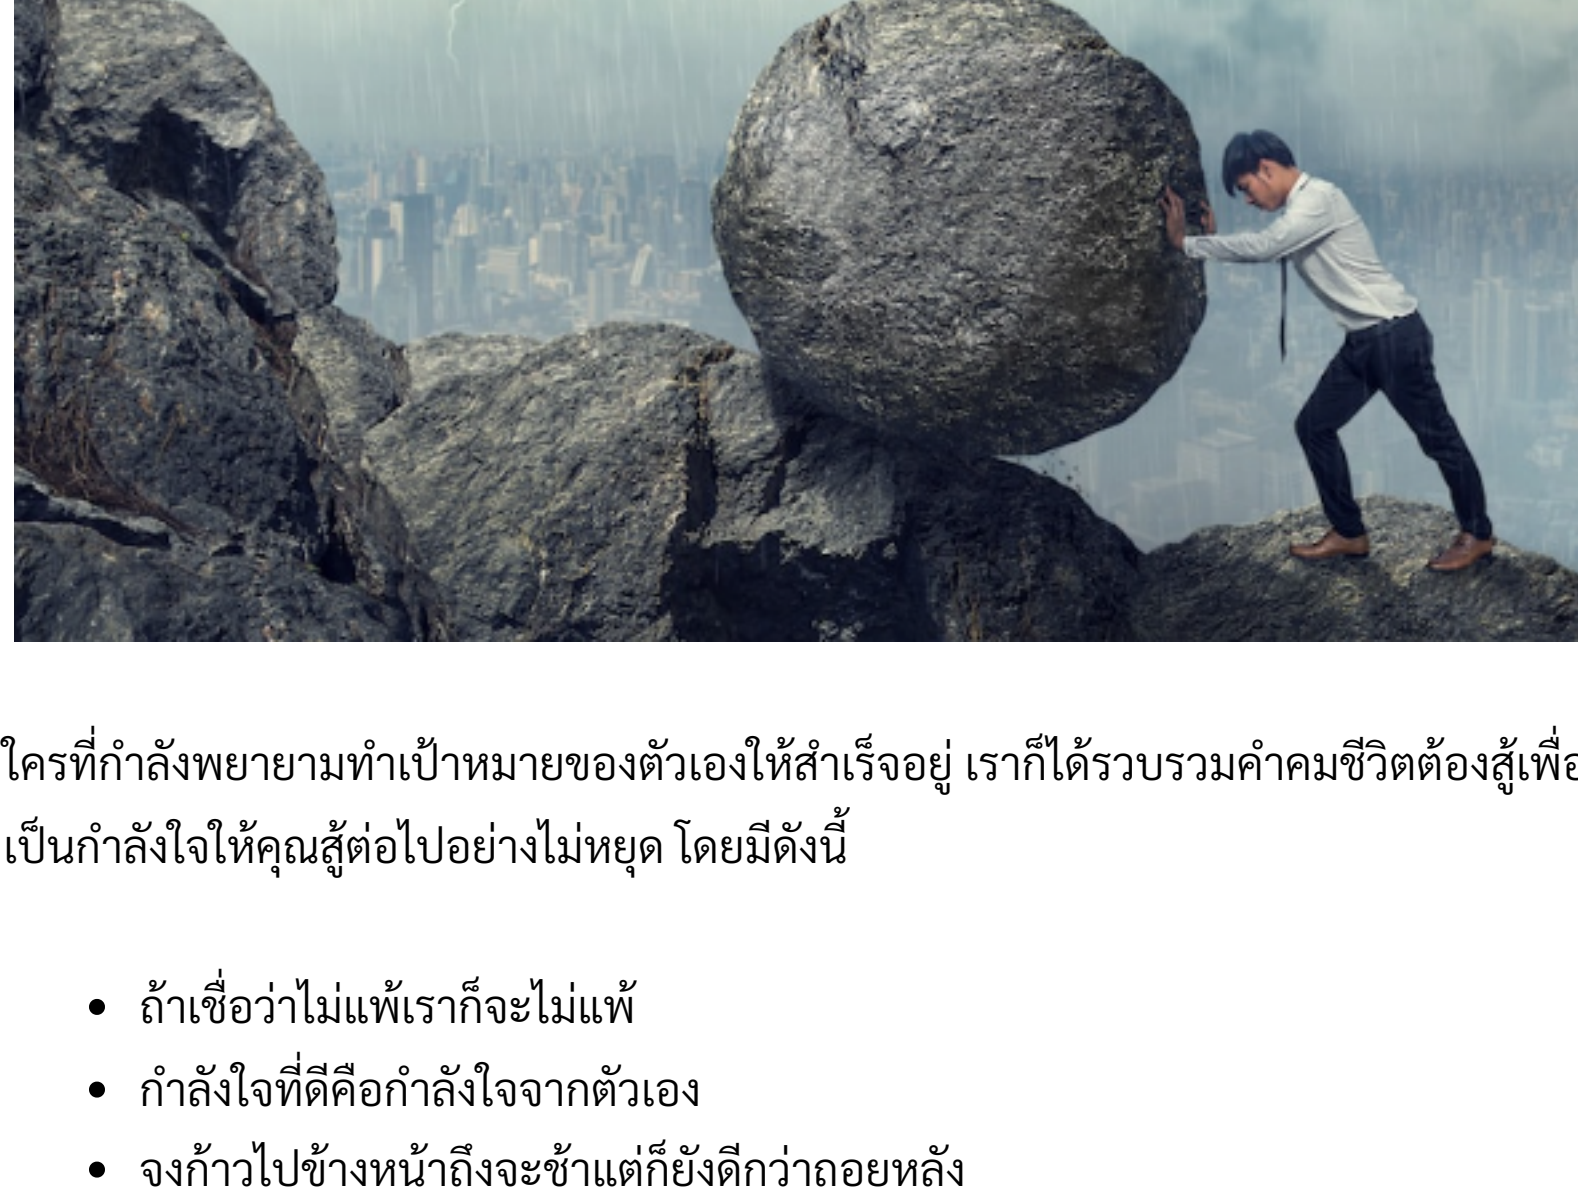 ใครที่กำลังพยายามทำเป้าหมายของตัวเองให้สำเร็จอยู่ เราก็ได้รวบรวมคำคมชีวิตต้องสู้เพื่อ
เป็นกำลังใจให้คุณสู้ต่อไปอย่างไม่หยุด โดยมีดังนี้
• ถ้าเชื่อว่าไม่แพ้เราก็จะไม่แพ้
• กำลังใจที่ดีคือกำลังใจจากตัวเอง
• จงก้าวไปข้างหน้าถึงจะช้าแต่ก็ยังดีกว่าถอยหลัง